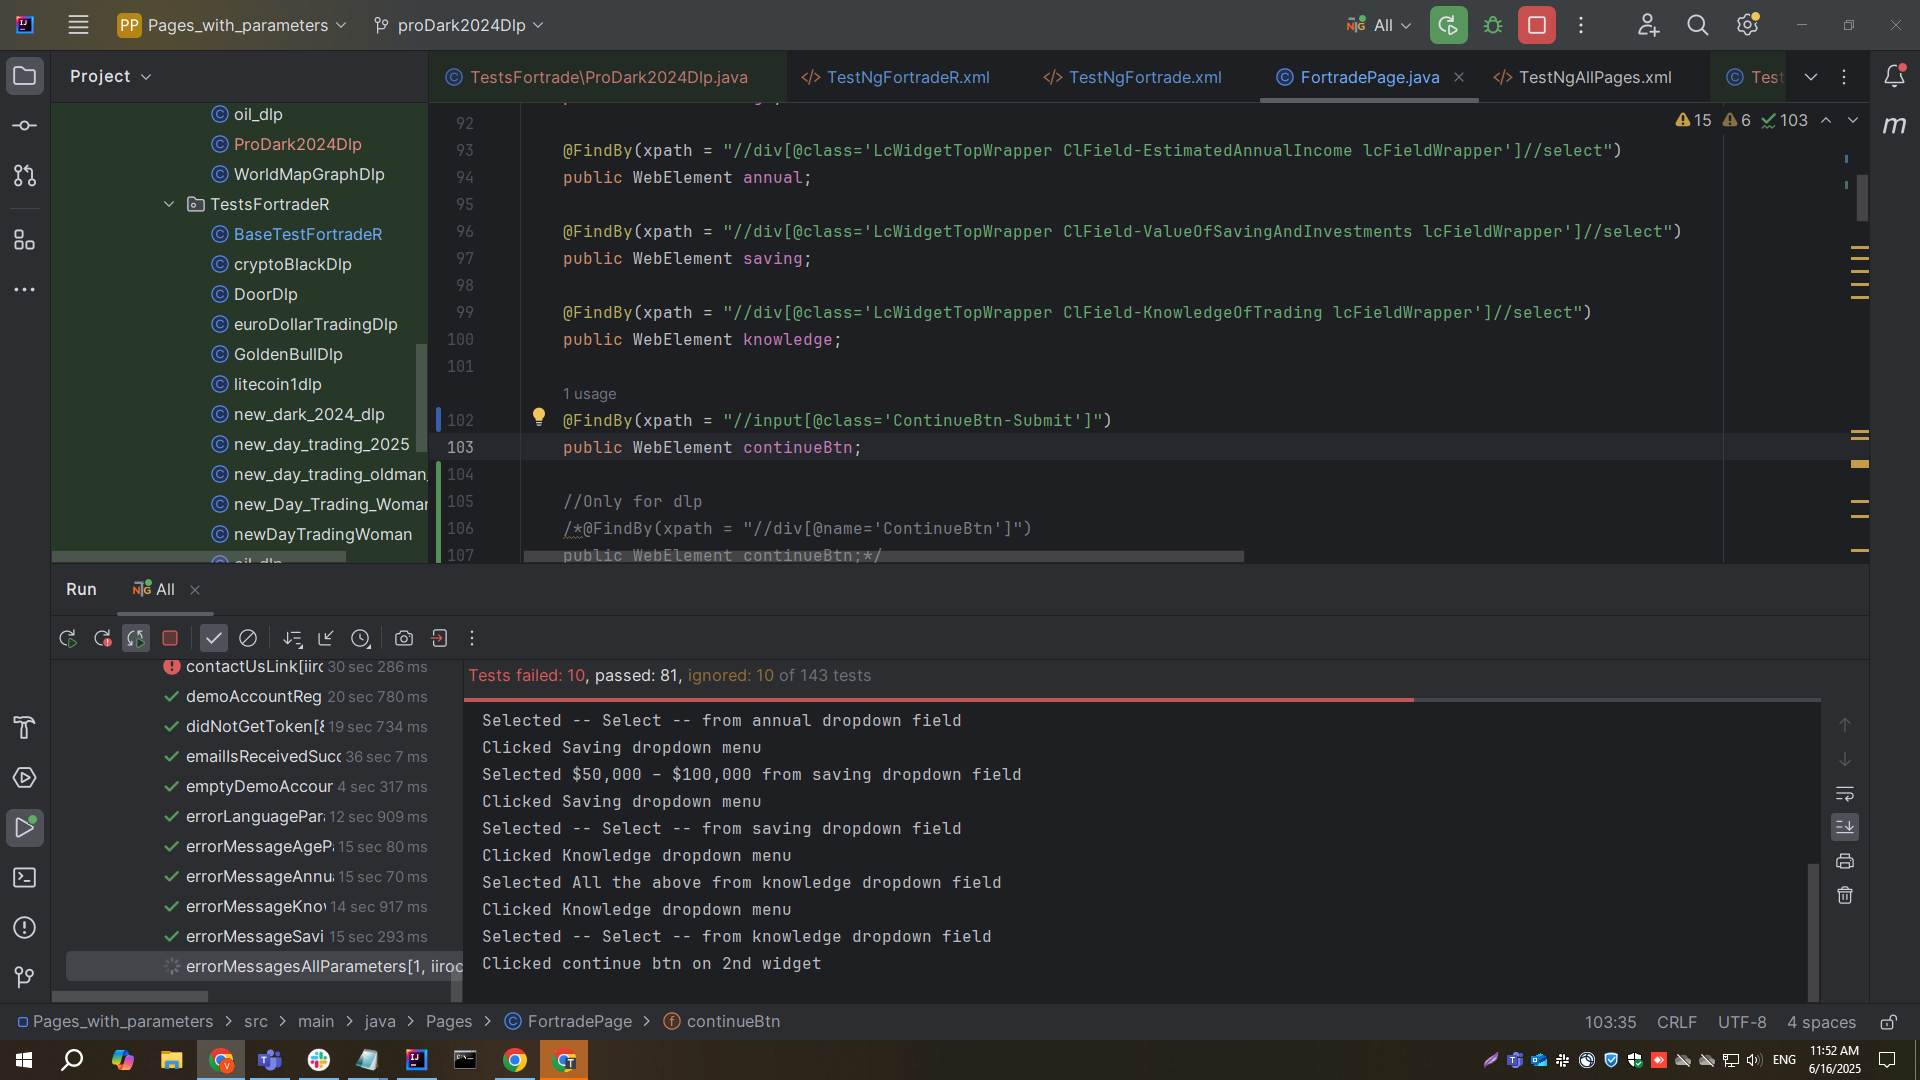 PP Pages_with_parameters
proDark2024Dlp
All
Project
TestsFortrade\ProDark2024Dlp.java
TestNgFortradeR.xml
TestNgFortrade.xml
FortradePage.java
TestNgAllPages.xml
Test
oil_dlp
ProDark2024Dlp
WorldMapGraphDlp
TestsFortradeR
BaseTestFortradeR
cryptoBlackDlp
DoorDlp
euroDollarTradingDlp
GoldenBullDlp
litecoin1dlp
new_dark_2024_dlp
new_day_trading_2025
new_day_trading_oldman_
new_Day_Trading_Woman
newDayTradingWoman
15 6 103
92
93 @FindBy(xpath = "//div[@class='LcWidgetTopWrapper ClField-EstimatedAnnualIncome lcFieldWrapper']//select")
94 public WebElement annual;
95
96 @FindBy(xpath = "//div[@class='LcWidgetTopWrapper ClField-ValueOfSavingAndInvestments lcFieldWrapper']//select")
97 public WebElement saving;
98
99 @FindBy(xpath = "//div[@class='LcWidgetTopWrapper ClField-KnowledgeOfTrading lcFieldWrapper']//select")
100 public WebElement knowledge;
101
1 usage
102 @FindBy(xpath = "//input[@class='ContinueBtn-Submit']")
103 public WebElement continueBtn;
104
105 //Only for dlp
106 /*@FindBy(xpath = "//div[@name='ContinueBtn']")
107 public WebElement continueBtn;*/
Run
All
contactUsLink[iiro 30 sec 286 ms
demoAccountReg 20 sec 780 ms
didNotGetToken[8 19 sec 734 ms
emailIsReceivedSucc 36 sec 7 ms
emptyDemoAccour 4 sec 317 ms
errorLanguagePara 12 sec 909 ms
errorMessageAgePa 15 sec 80 ms
errorMessageAnnua 15 sec 70 ms
errorMessageKnov 14 sec 917 ms
errorMessageSavi 15 sec 293 ms
errorMessagesAllParameters[1, iiroc
Tests failed: 10, passed: 81, ignored: 10 of 143 tests
Selected -- Select -- from annual dropdown field
Clicked Saving dropdown menu
Selected $50,000 – $100,000 from saving dropdown field
Clicked Saving dropdown menu
Selected -- Select -- from saving dropdown field
Clicked Knowledge dropdown menu
Selected All the above from knowledge dropdown field
Clicked Knowledge dropdown menu
Selected -- Select -- from knowledge dropdown field
Clicked continue btn on 2nd widget
Pages_with_parameters > src > main > java > Pages > FortradePage > continueBtn
103:35 CRLF UTF-8 4 spaces
ENG
11:52 AM
6/16/2025